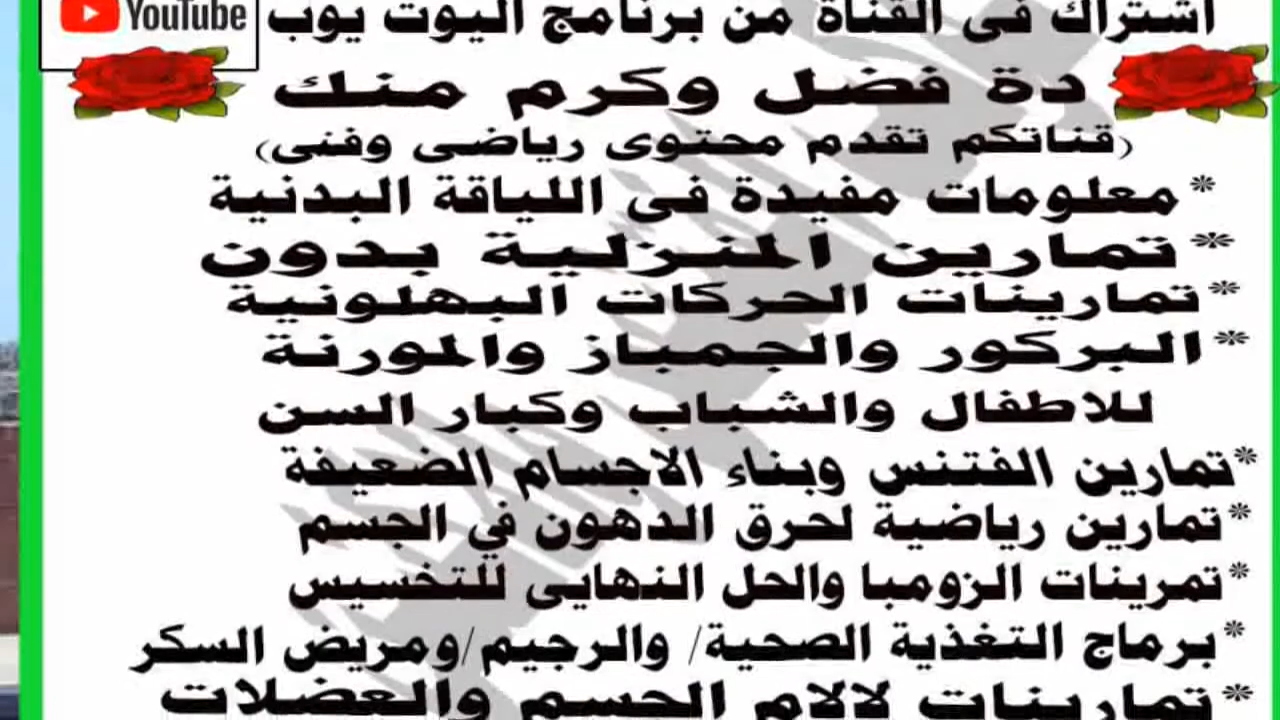 YouTube
اشتراك فى القناة من برنامج اليوت يوب
دة فضل وكرم منك
(قناتكم تقدم محتوى رياضى وفنى)
* معلومات مفيدة فى اللياقة البدنية
* تمارين المنزلية بدون
* تمارينات الحركات البهلونية
* البركور والجمباز والمورنة
للاطفال والشباب وكبار السن
* تمارين الفتنس وبناء الاجسام الضعيفة
* تمارين رياضية لحرق الدهون في الجسم
* تمرينات الزومبا والحل النهايى للتخسيس
* برماج التغذية الصحية/ والرجيم/ومريض السكر
* تمارينات لالام الجسم والعضلات